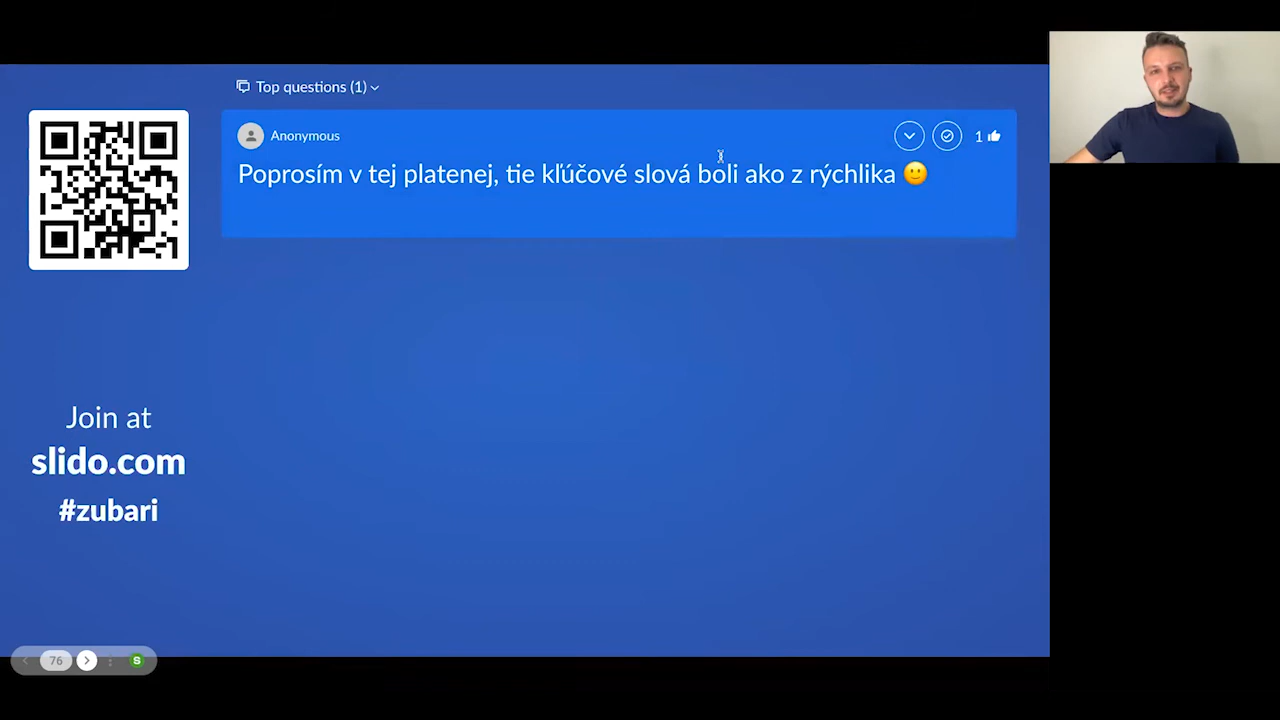 Top questions (1)
Anonymous
1
Poprosím v tej platenej, tie kľúčové slová boli ako z rýchlika 🙂
Join at
slido.com
#zubari
76
S